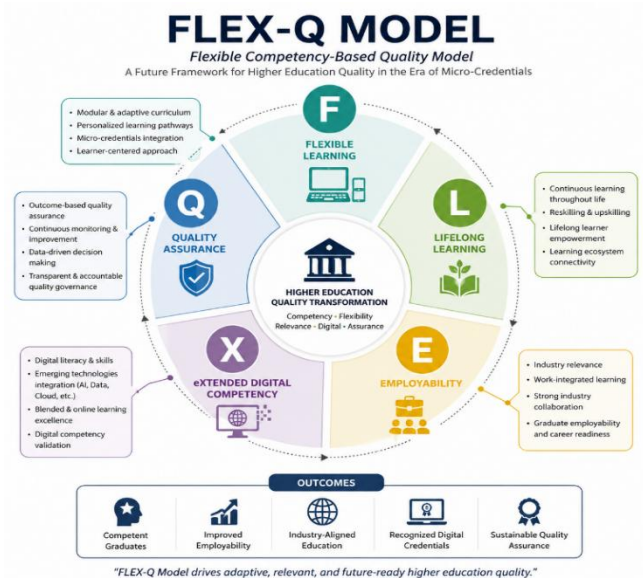 FLEX-Q MODEL
Flexible Competency-Based Quality Model
A Future Framework for Higher Education Quality in the Era of Micro-Credentials
• Modular & adaptive curriculum
• Personalized learning pathways
• Micro-credentials integration
• Learner-centered approach
F
FLEXIBLE
LEARNING
• Outcome-based quality
assurance
• Continuous monitoring &
improvement
• Data-driven decision
making
• Transparent & accountable
quality governance
Q
QUALITY
ASSURANCE
L
LIFELONG
LEARNING
• Continuous learning
throughout life
• Reskilling & upskilling
• Lifelong learner
empowerment
• Learning ecosystem
connectivity
HIGHER EDUCATION
QUALITY TRANSFORMATION
Competency - Flexibility
Relevance - Digital • Assurance
• Digital literacy & skills
• Emerging technologies
integration (AI, Data,
Cloud, etc.)
• Blended & online learning
excellence
• Digital competency
validation
X
eXTENDED DIGITAL
COMPETENCY
E
EMPLOYABILITY
• Industry relevance
• Work-integrated learning
• Strong industry
collaboration
• Graduate employability
and career readiness
OUTCOMES
Competent
Graduates
Improved
Employability
Industry-Aligned
Education
Recognized Digital
Credentials
Sustainable Quality
Assurance
"FLEX-Q Model drives adaptive, relevant, and future-ready higher education quality."